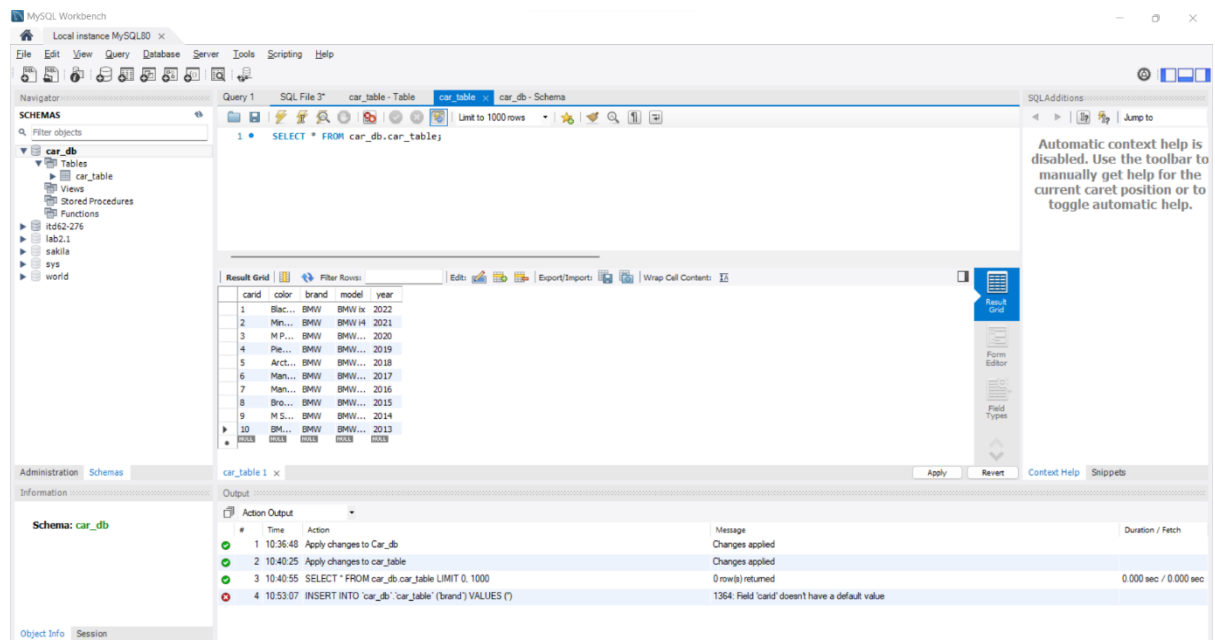 MySQL Workbench
Local instance MySQL80
File Edit View Query Database Server Tools Scripting Help
Navigator
SCHEMAS
Filter objects
car_db
Tables
car_table
Views
Stored Procedures
Functions
itd62-276
lab2.1
sakila
sys
world
Administration Schemas
Query 1 SQL File 3* car_table - Table car_table car_db - Schema
Limit to 1000 rows
1 SELECT * FROM car_db.car_table;
Result Grid Filter Rows: Edit: Export/Import: Wrap Cell Content:
carid color brand model year
1 Blac... BMW BMW ix 2022
2 Min... BMW BMW i4 2021
3 M P... BMW BMW... 2020
4 Pie... BMW BMW... 2019
5 Arct... BMW BMW... 2018
6 Man... BMW BMW... 2017
7 Man... BMW BMW... 2016
8 Bro... BMW BMW... 2015
9 M S... BMW BMW... 2014
10 BM... BMW BMW... 2013
NULL NULL NULL NULL NULL
Result
Grid
Form
Editor
Field
Types
car_table 1 Apply Revert
SQLAdditions
Jump to
Automatic context help is
disabled. Use the toolbar to
manually get help for the
current caret position or to
toggle automatic help.
Context Help Snippets
Information
Schema: car_db
Object Info Session
Output
Action Output
# Time Action Message Duration / Fetch
1 10:36:48 Apply changes to Car_db Changes applied
2 10:40:25 Apply changes to car_table Changes applied
3 10:40:55 SELECT * FROM car_db.car_table LIMIT 0, 1000 0 row(s) returned 0.000 sec / 0.000 sec
4 10:53:07 INSERT INTO `car_db`.`car_table` (`brand`) VALUES ('') 1364: Field 'carid' doesn't have a default value